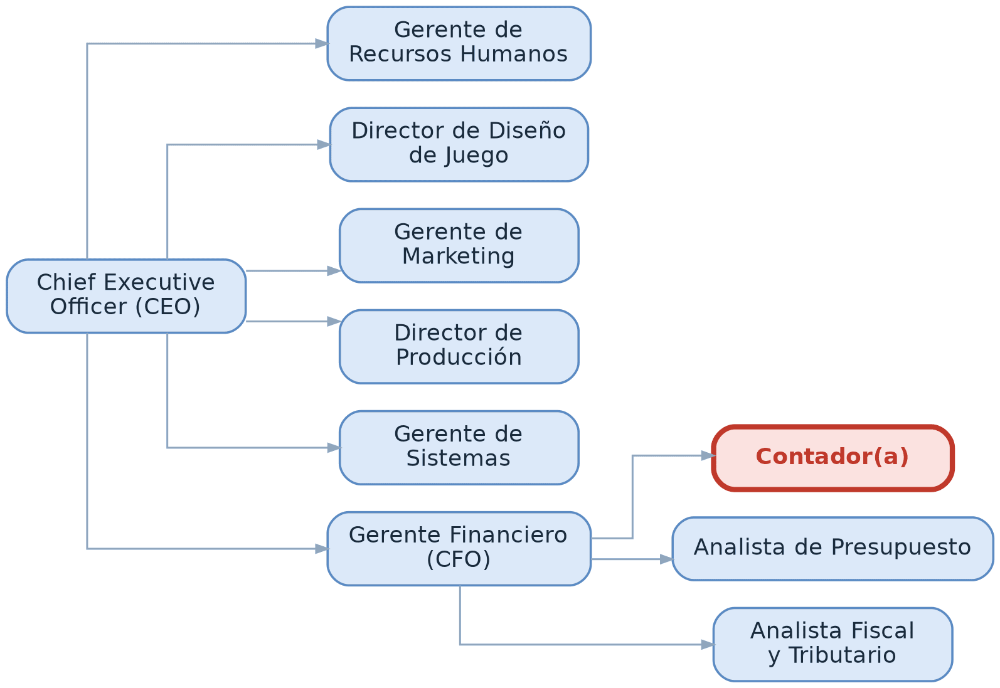 Gerente de
Recursos Humanos
Director de Diseño
de Juego
Gerente de
Marketing
Chief Executive
Officer (CEO)
Director de
Producción
Gerente de
Sistemas
Contador(a)
Gerente Financiero
(CFO)
Analista de Presupuesto
Analista Fiscal
y Tributario